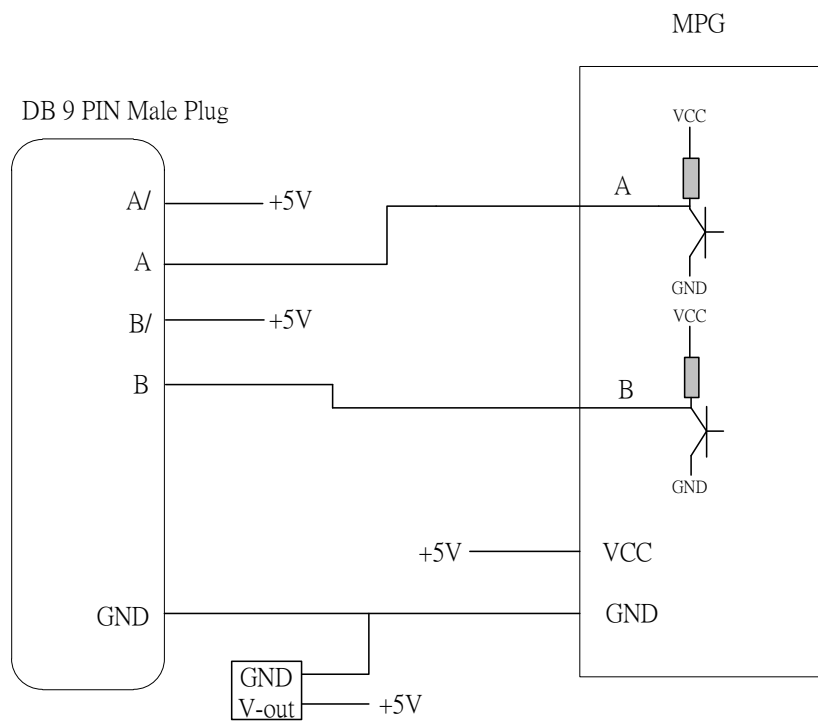 MPG
DB 9 PIN Male Plug
VCC
A/
+5V
A
A
GND
B/
+5V
VCC
B
B
GND
+5V
VCC
GND
GND
GND
V-out
+5V